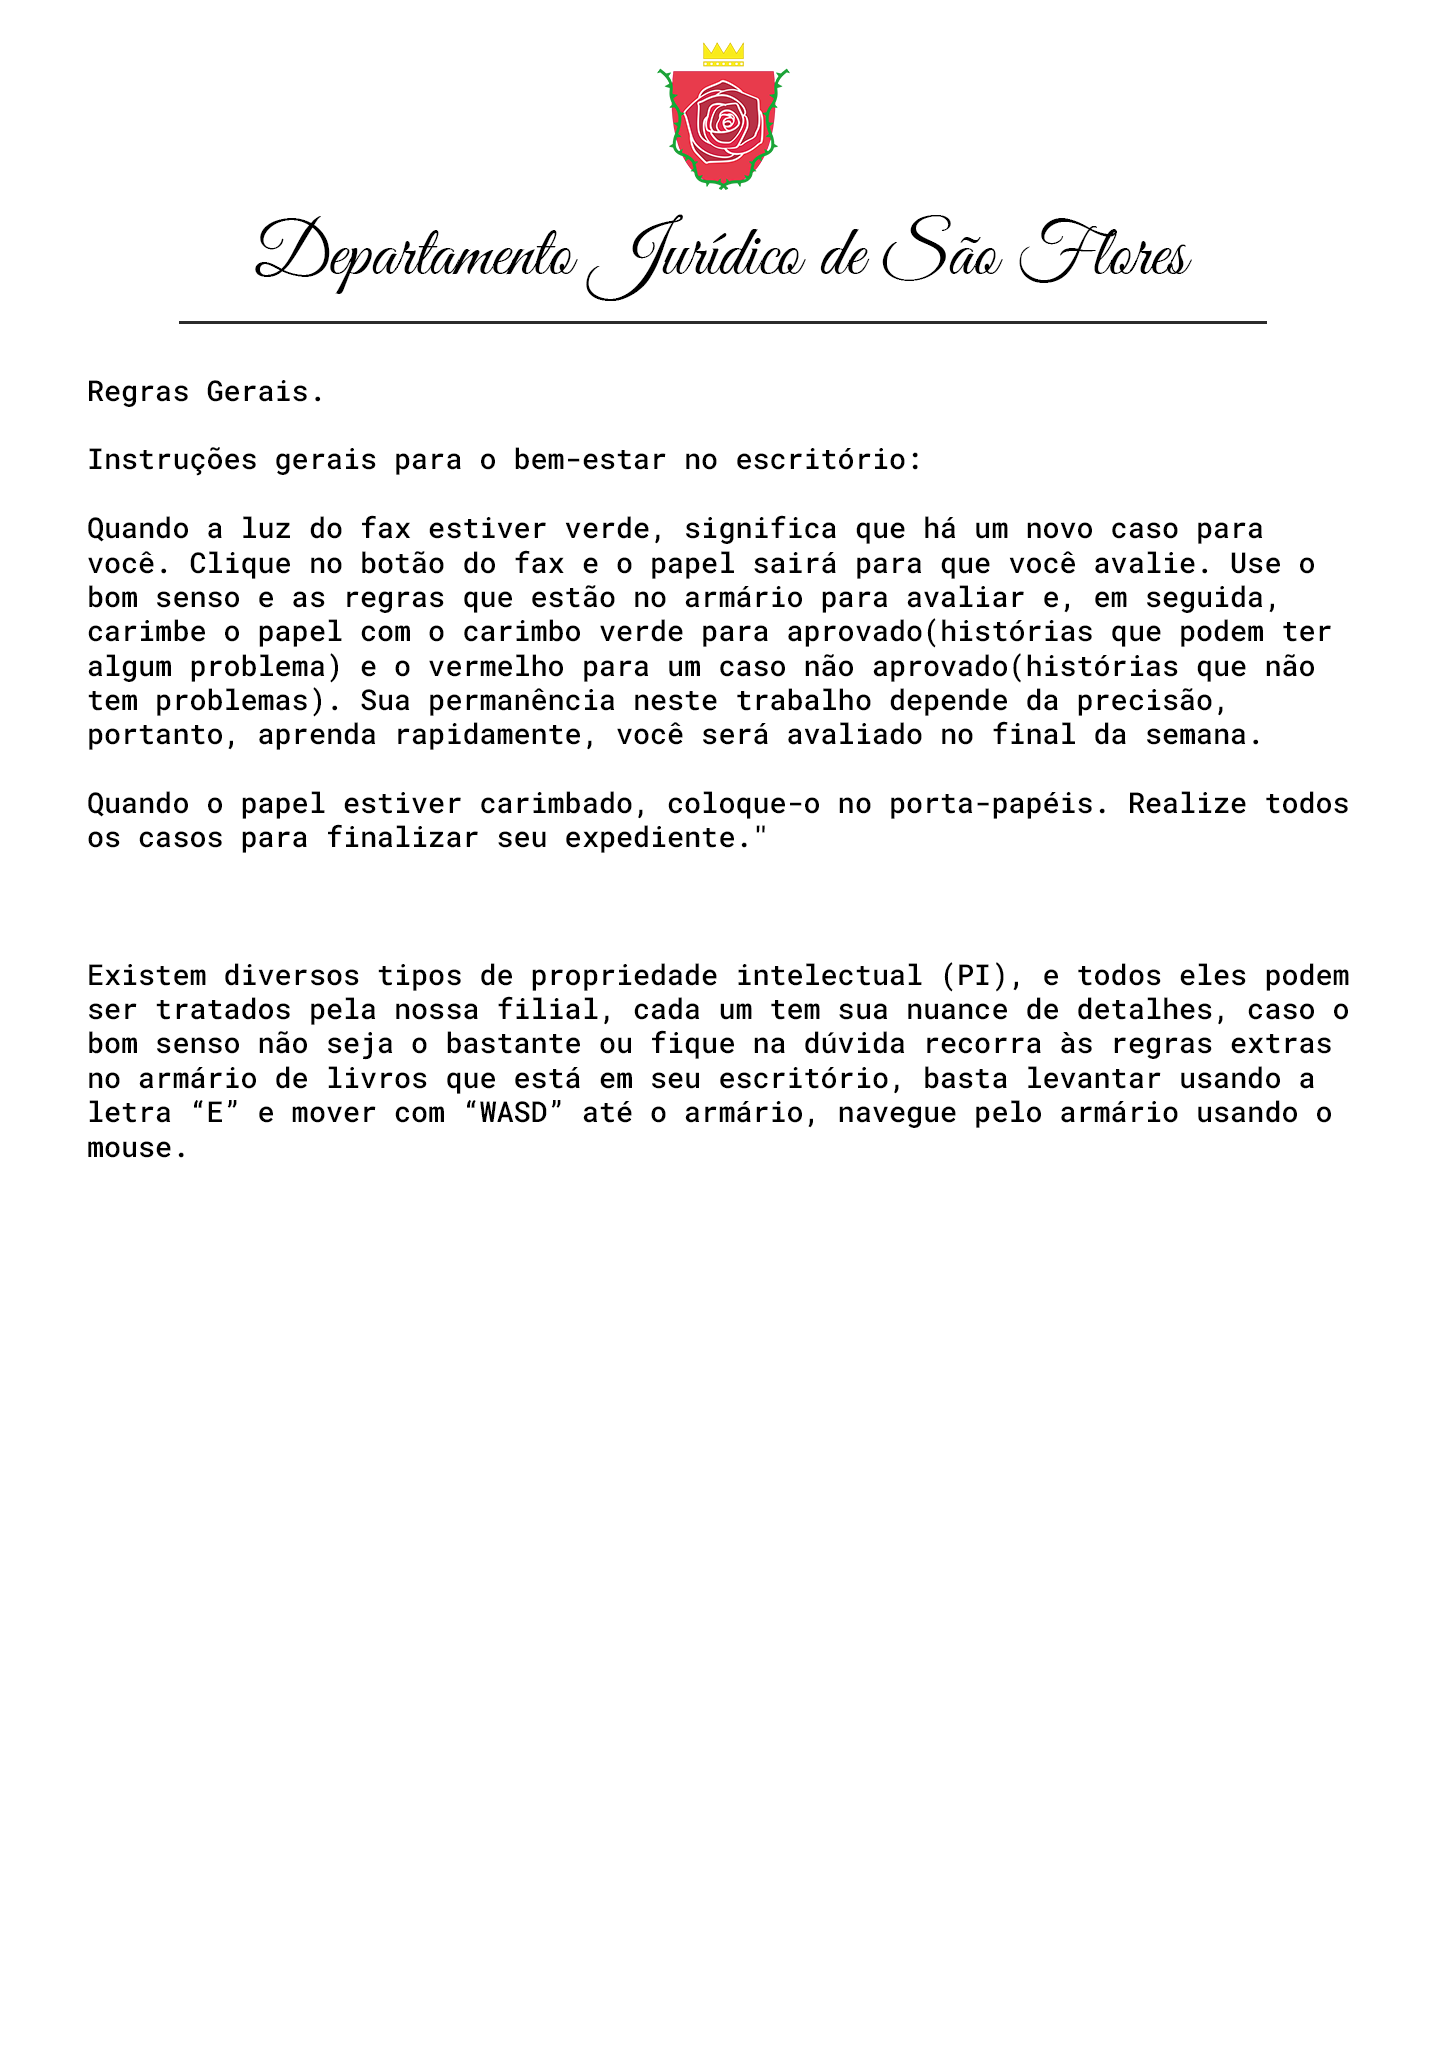 Departamento Jurídico de São Flores
Regras Gerais.
Instruções gerais para o bem-estar no escritório:
Quando a luz do fax estiver verde, significa que há um novo caso para
você. Clique no botão do fax e o papel sairá para que você avalie. Use o
bom senso e as regras que estão no armário para avaliar e, em seguida,
carimbe o papel com o carimbo verde para aprovado(histórias que podem ter
algum problema) e o vermelho para um caso não aprovado(histórias que não
tem problemas). Sua permanência neste trabalho depende da precisão,
portanto, aprenda rapidamente, você será avaliado no final da semana.
Quando o papel estiver carimbado, coloque-o no porta-papéis. Realize todos
os casos para finalizar seu expediente."
Existem diversos tipos de propriedade intelectual (PI), e todos eles podem
ser tratados pela nossa filial, cada um tem sua nuance de detalhes, caso o
bom senso não seja o bastante ou fique na dúvida recorra às regras extras
no armário de livros que está em seu escritório, basta levantar usando a
letra “E” e mover com “WASD” até o armário, navegue pelo armário usando o
mouse.